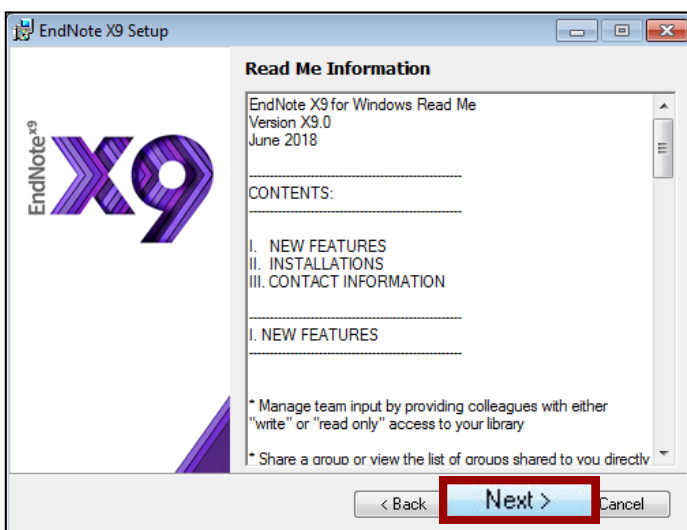 EndNote X9 Setup
EndNote x9
X9
Read Me Information
EndNote X9 for Windows Read Me
Version X9.0
June 2018
------------------------------------------------------
CONTENTS:
------------------------------------------------------
I. NEW FEATURES
II. INSTALLATIONS
III. CONTACT INFORMATION
------------------------------------------------------
I. NEW FEATURES
------------------------------------------------------
* Manage team input by providing colleagues with either
"write" or "read only" access to your library
* Share a group or view the list of groups shared to you directly
< Back
Next >
Cancel